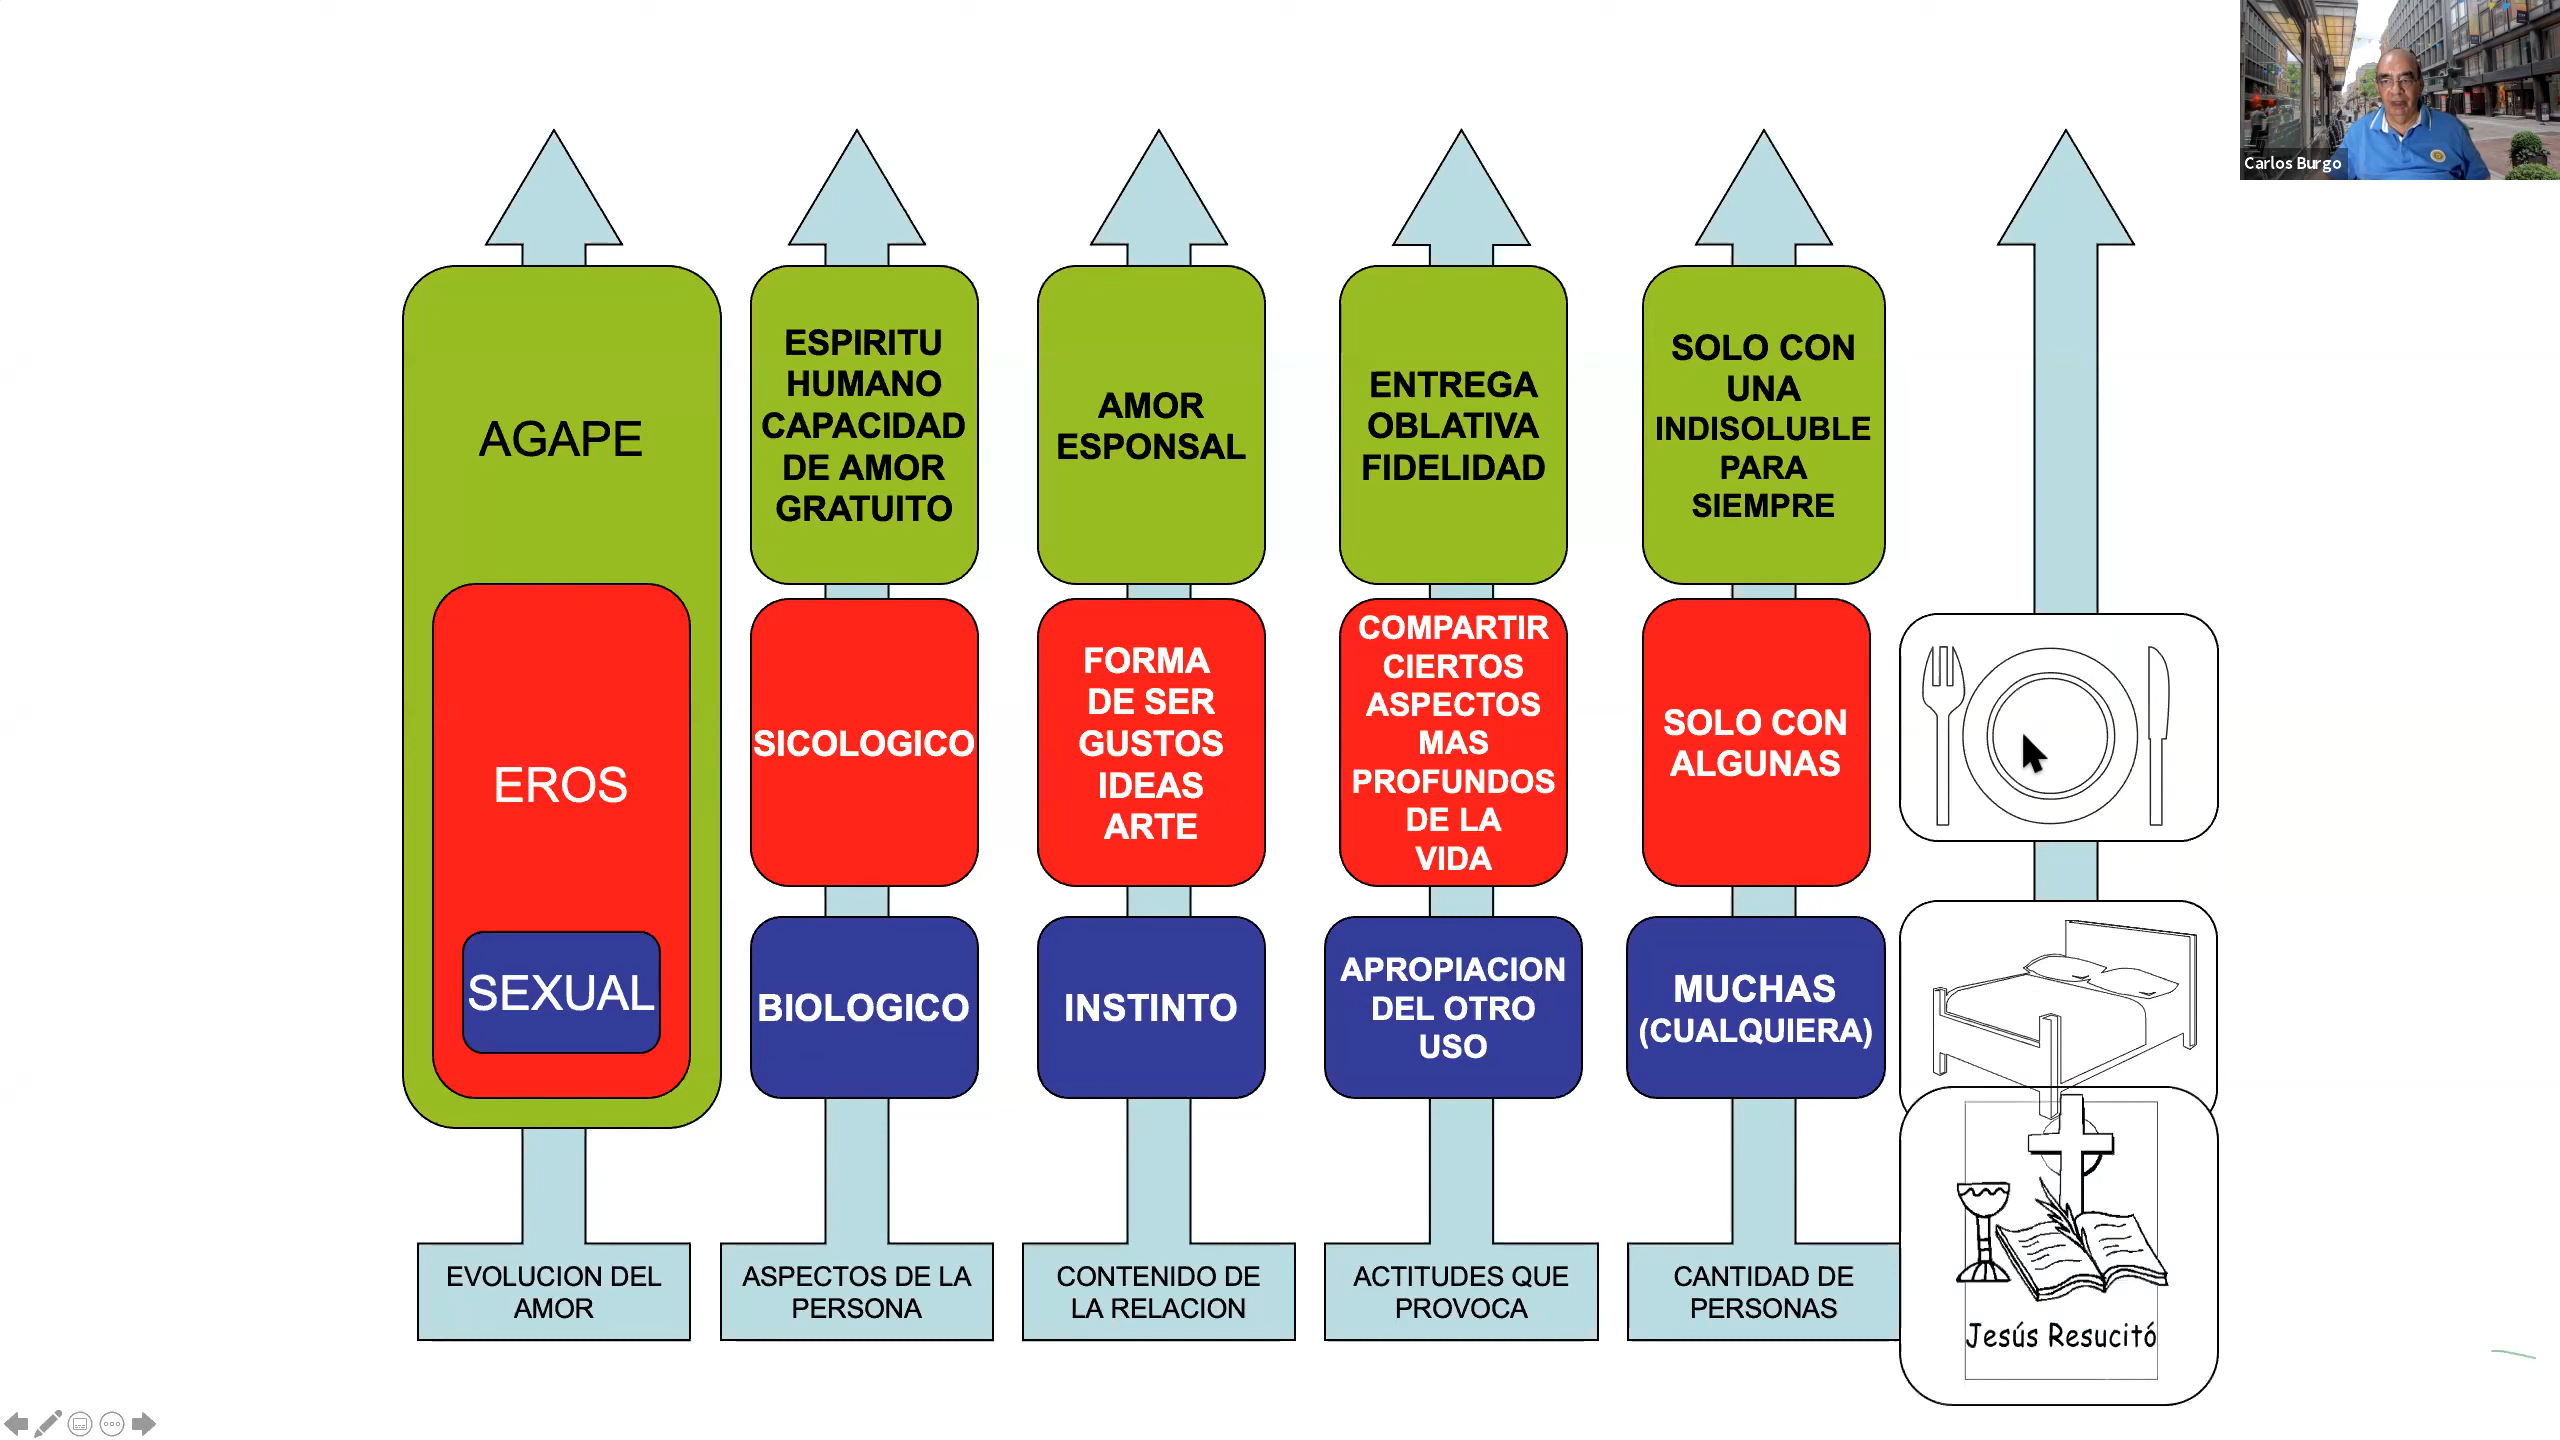 Carlos Burgo
AGAPE
EROS
SEXUAL
EVOLUCION DEL
AMOR
ESPIRITU
HUMANO
CAPACIDAD
DE AMOR
GRATUITO
SICOLOGICO
BIOLOGICO
ASPECTOS DE LA
PERSONA
AMOR
ESPONSAL
FORMA
DE SER
GUSTOS
IDEAS
ARTE
INSTINTO
CONTENIDO DE
LA RELACION
ENTREGA
OBLATIVA
FIDELIDAD
COMPARTIR
CIERTOS
ASPECTOS
MAS
PROFUNDOS
DE LA
VIDA
APROPIACION
DEL OTRO
USO
ACTITUDES QUE
PROVOCA
SOLO CON
UNA
INDISOLUBLE
PARA
SIEMPRE
SOLO CON
ALGUNAS
MUCHAS
(CUALQUIERA)
CANTIDAD DE
PERSONAS
Jesús Resucitó